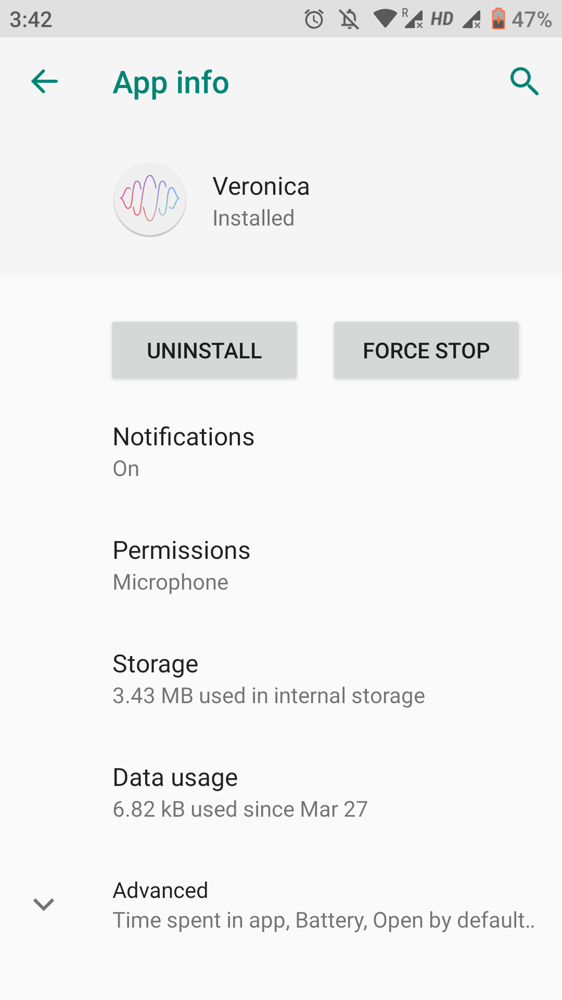 3:42
R
HD
47%
App info
Veronica
Installed
UNINSTALL
FORCE STOP
Notifications
On
Permissions
Microphone
Storage
3.43 MB used in internal storage
Data usage
6.82 kB used since Mar 27
Advanced
Time spent in app, Battery, Open by default..